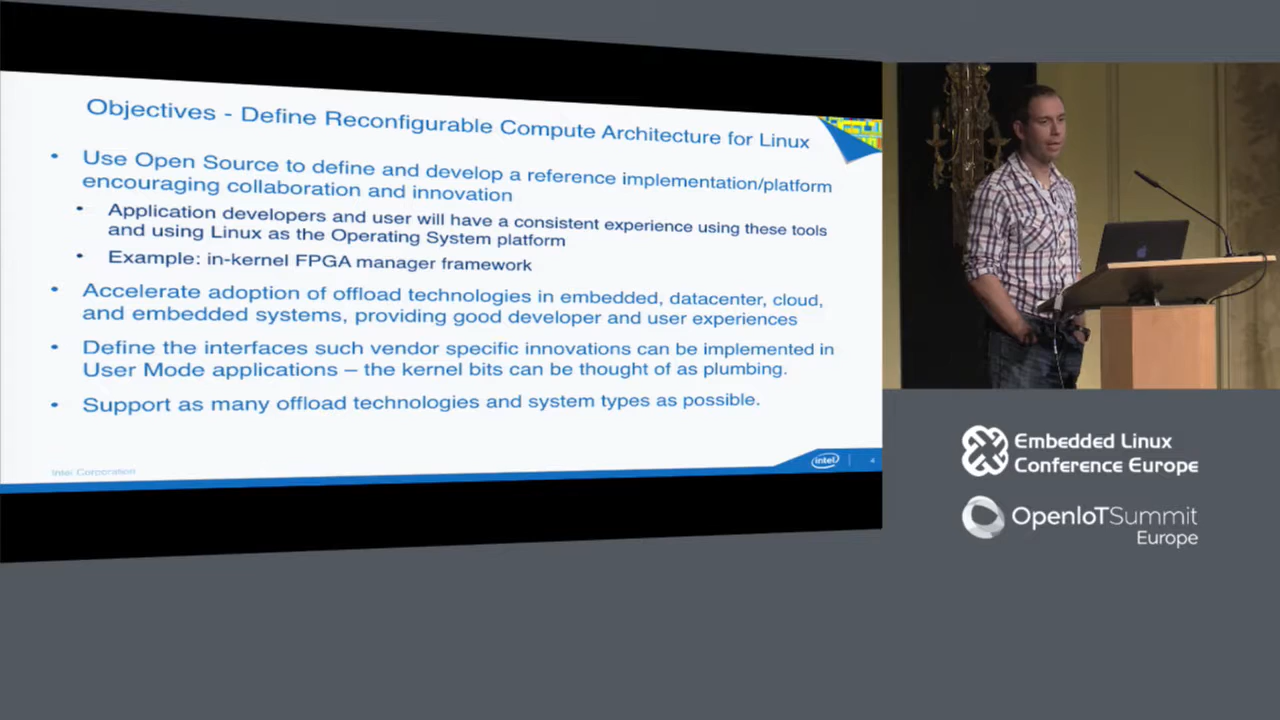 Objectives - Define Reconfigurable Compute Architecture for Linux
• Use Open Source to define and develop a reference implementation/platform
encouraging collaboration and innovation
• Application developers and user will have a consistent experience using these tools
and using Linux as the Operating System platform
• Example: in-kernel FPGA manager framework
• Accelerate adoption of offload technologies in embedded, datacenter, cloud,
and embedded systems, providing good developer and user experiences
• Define the interfaces such vendor specific innovations can be implemented in
User Mode applications – the kernel bits can be thought of as plumbing.
• Support as many offload technologies and system types as possible.
Intel Corporation
intel
4
Embedded Linux
Conference Europe
OpenIoTSummit
Europe